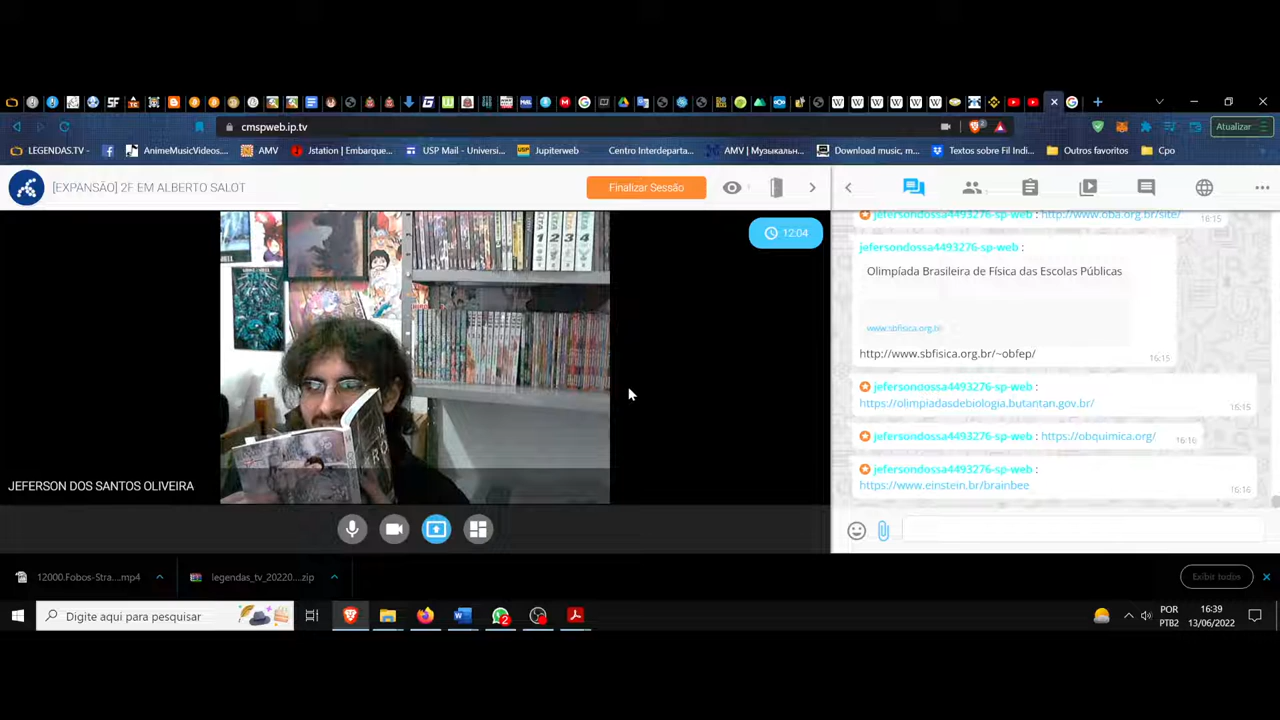 cmspweb.ip.tv
Atualizar
LEGENDAS.TV -
AnimeMusicVideos...
AMV
Jstation | Embarque...
USP Mail - Universi...
Jupiterweb
Centro Interdeparta...
AMV | Музыкальн...
Download music, m...
Textos sobre Fil Indi...
Outros favoritos
Cpo
[EXPANSÃO] 2F EM ALBERTO SALOT
Finalizar Sessão
12:04
1 2 3 4
JEFERSON DOS SANTOS OLIVEIRA
jefersondossa4493276-sp-web : http://www.oba.org.br/site/
16:15
jefersondossa4493276-sp-web :
Olimpíada Brasileira de Física das Escolas Públicas
www.sbfisica.org.br
http://www.sbfisica.org.br/~obfep/
16:15
jefersondossa4493276-sp-web :
https://olimpiadasdebiologia.butantan.gov.br/
16:15
jefersondossa4493276-sp-web : https://obquimica.org/
16:16
jefersondossa4493276-sp-web :
https://www.einstein.br/brainbee
16:16
12000.Fobos-Stra....mp4
legendas_tv_20220....zip
Exibir todos
Digite aqui para pesquisar
POR
PTB2
16:39
13/06/2022